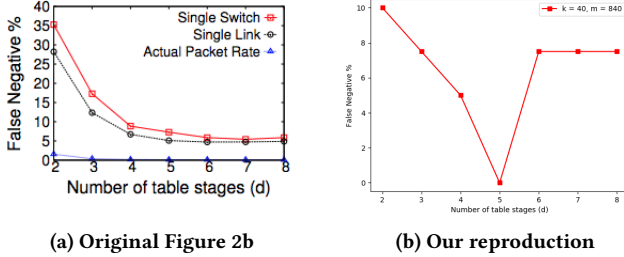 40
35
30
25
20
15
10
5
0
False Negative %
Single Switch
Single Link
Actual Packet Rate
2 3 4 5 6 7 8
Number of table stages (d)
(a) Original Figure 2b
10
8
6
4
2
0
False Negative %
k = 40, m = 840
2 3 4 5 6 7 8
Number of table stages (d)
(b) Our reproduction